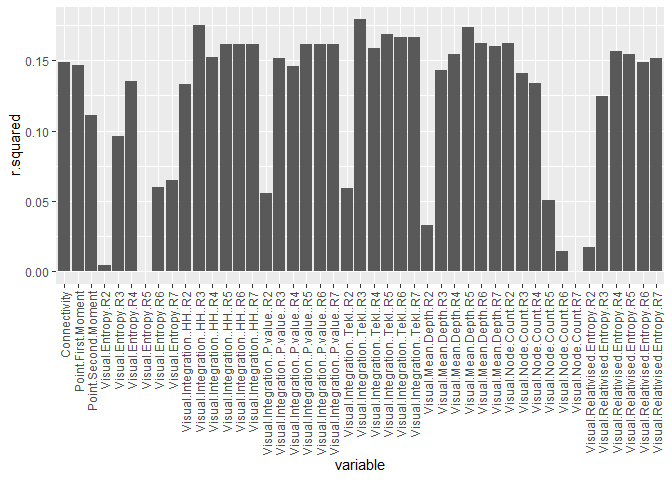 r.squared
0.15
0.10
0.05
0.00
Connectivity
Point.First.Moment
Point.Second.Moment
Visual.Entropy.R2
Visual.Entropy.R3
Visual.Entropy.R4
Visual.Entropy.R5
Visual.Entropy.R6
Visual.Entropy.R7
Visual.Integration..HH..R2
Visual.Integration..HH..R3
Visual.Integration..HH..R4
Visual.Integration..HH..R5
Visual.Integration..HH..R6
Visual.Integration..HH..R7
Visual.Integration..P.value..R2
Visual.Integration..P.value..R3
Visual.Integration..P.value..R4
Visual.Integration..P.value..R5
Visual.Integration..P.value..R6
Visual.Integration..P.value..R7
Visual.Integration..Tekl..R2
Visual.Integration..Tekl..R3
Visual.Integration..Tekl..R4
Visual.Integration..Tekl..R5
Visual.Integration..Tekl..R6
Visual.Integration..Tekl..R7
Visual.Mean.Depth.R2
Visual.Mean.Depth.R3
Visual.Mean.Depth.R4
Visual.Mean.Depth.R5
Visual.Mean.Depth.R6
Visual.Mean.Depth.R7
Visual.Node.Count.R2
Visual.Node.Count.R3
Visual.Node.Count.R4
Visual.Node.Count.R5
Visual.Node.Count.R6
Visual.Node.Count.R7
Visual.Relativised.Entropy.R2
Visual.Relativised.Entropy.R3
Visual.Relativised.Entropy.R4
Visual.Relativised.Entropy.R5
Visual.Relativised.Entropy.R6
Visual.Relativised.Entropy.R7
variable